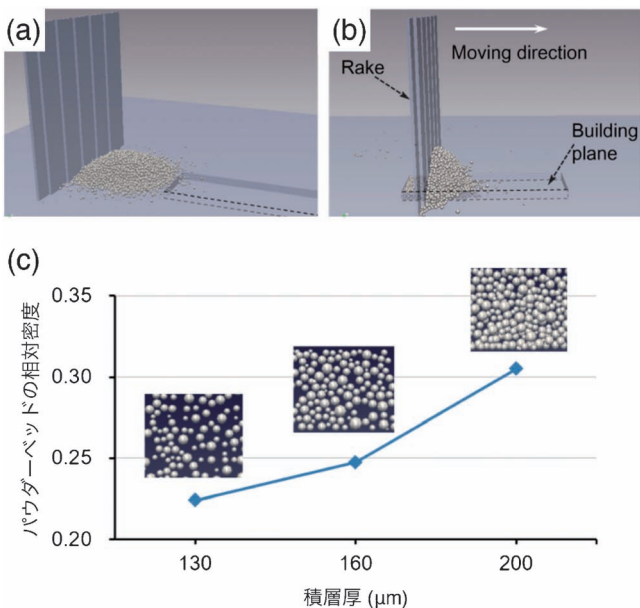 (a)
(b)
Moving direction
Rake
Building
plane
(c)
パウダーベッドの相対密度
0.35
0.30
0.25
0.20
130
160
200
積層厚 (μm)